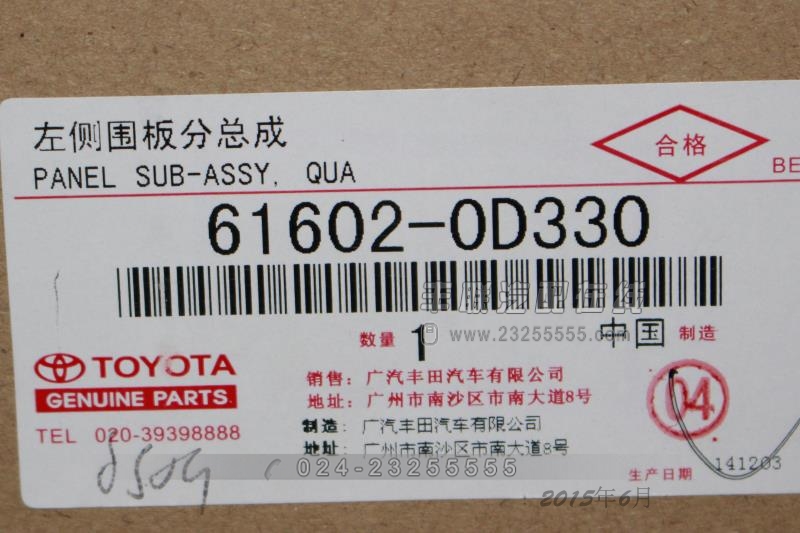 左侧围板分总成
PANEL SUB-ASSY, QUA
合格
BE
61602-0D330
www.23255555.com
数量 1 中国 制造
TOYOTA
GENUINE PARTS
TEL 020-39398888
销售：广汽丰田汽车有限公司
地址：广州市南沙区市南大道8号
制造：广汽丰田汽车有限公司
地址：广州市南沙区市南大道8号
04
024-23255555
生产日期 141203
2015年6月